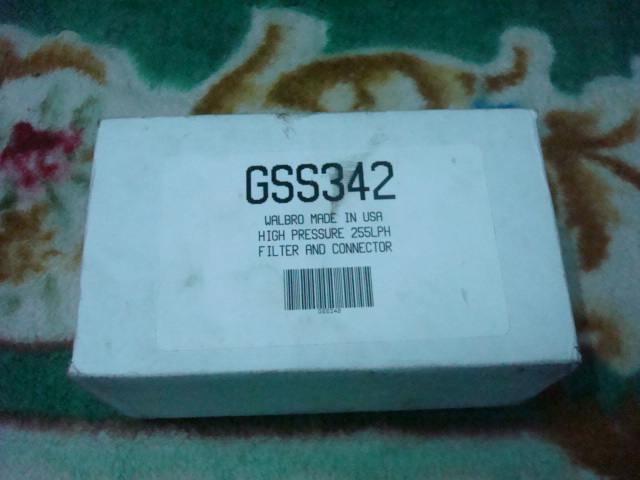 GSS342
WALBRO MADE IN USA
HIGH PRESSURE 255LPH
FILTER AND CONNECTOR
GSS342